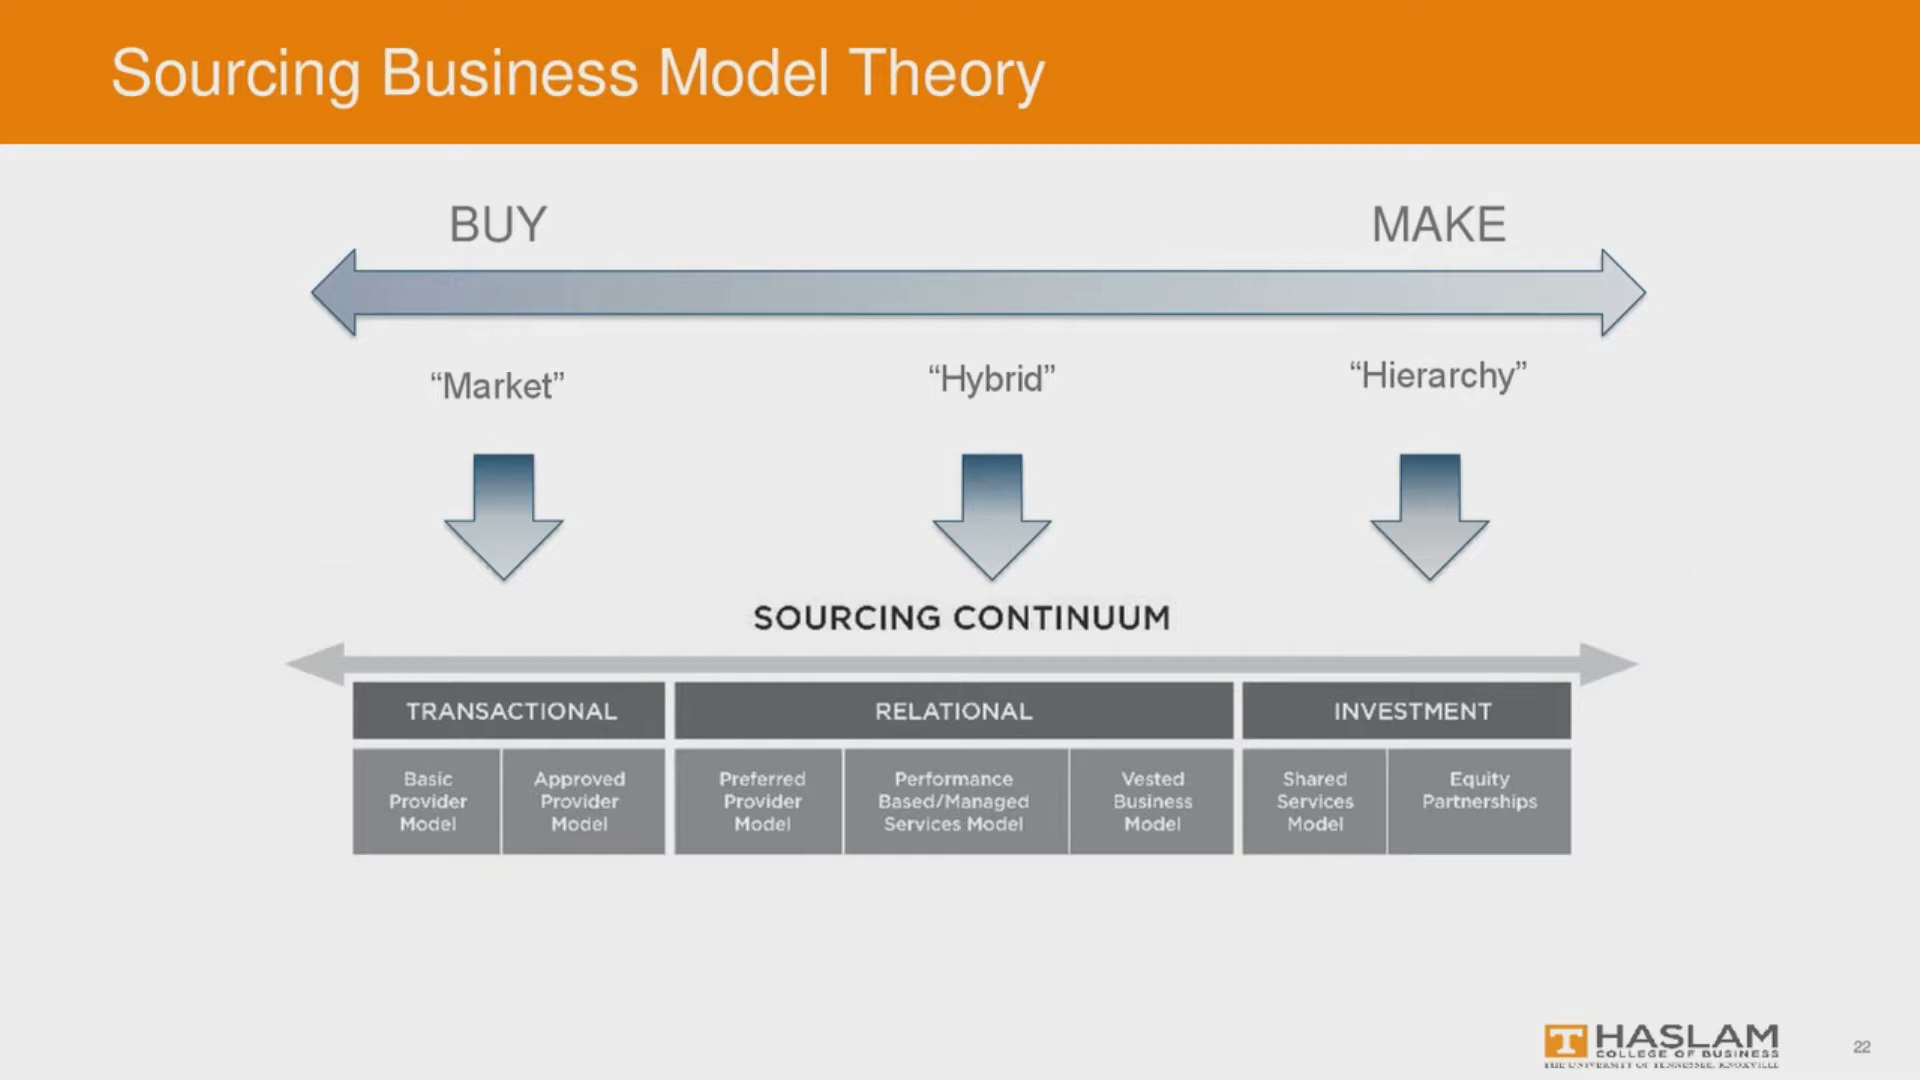 Sourcing Business Model Theory
BUY
MAKE
“Market”
“Hybrid”
“Hierarchy”
SOURCING CONTINUUM
TRANSACTIONAL
RELATIONAL
INVESTMENT
Basic
Provider
Model
Approved
Provider
Model
Preferred
Provider
Model
Performance
Based/Managed
Services Model
Vested
Business
Model
Shared
Services
Model
Equity
Partnerships
T HASLAM
COLLEGE OF BUSINESS
THE UNIVERSITY OF TENNESSEE, KNOXVILLE
22